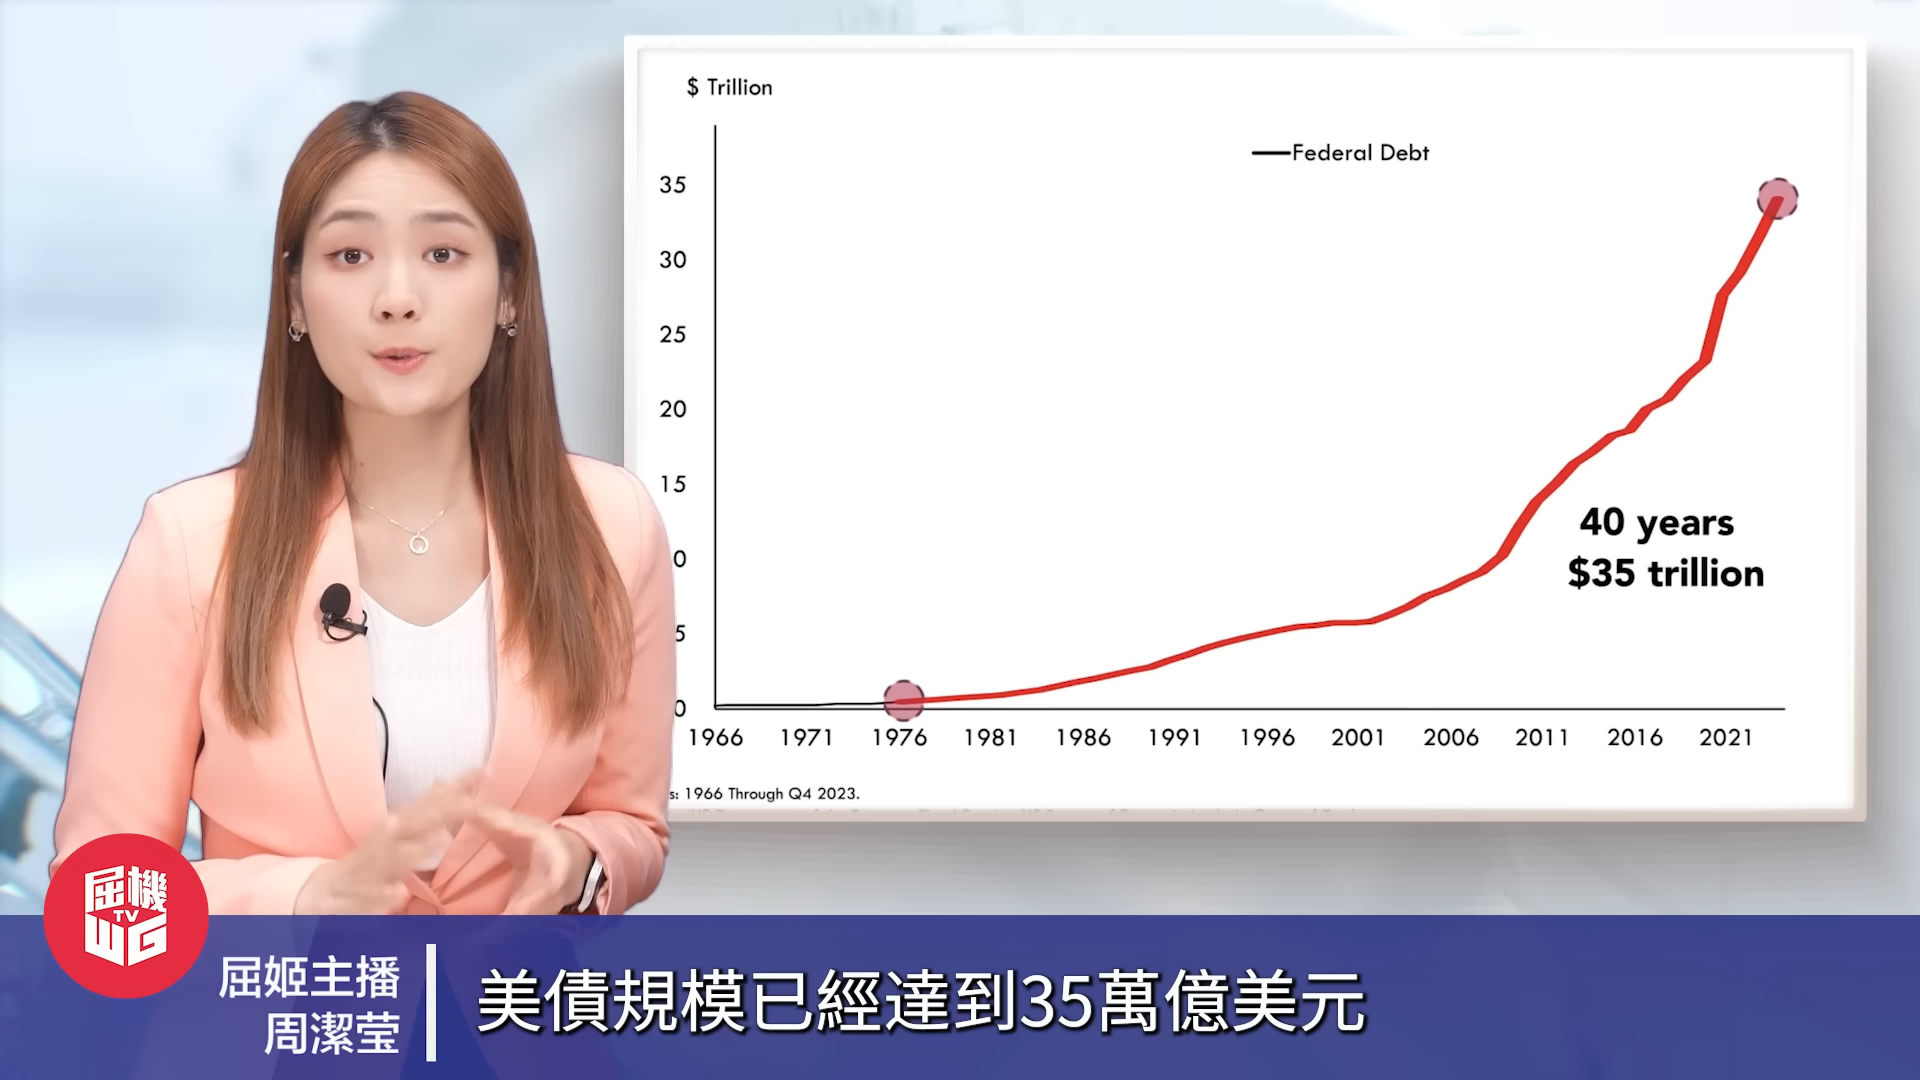 $ Trillion
Federal Debt
35
30
25
20
15
0
5
0
40 years
$35 trillion
1966 1971 1976 1981 1986 1991 1996 2001 2006 2011 2016 2021
s: 1966 Through Q4 2023.
屈機
TV
WG
屈姬主播
周潔莹
美債規模已經達到35萬億美元